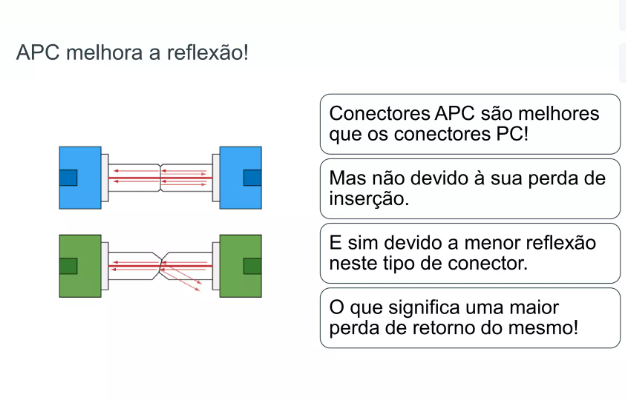 APC melhora a reflexão!
Conectores APC são melhores
que os conectores PC!
Mas não devido à sua perda de
inserção.
E sim devido a menor reflexão
neste tipo de conector.
O que significa uma maior
perda de retorno do mesmo!